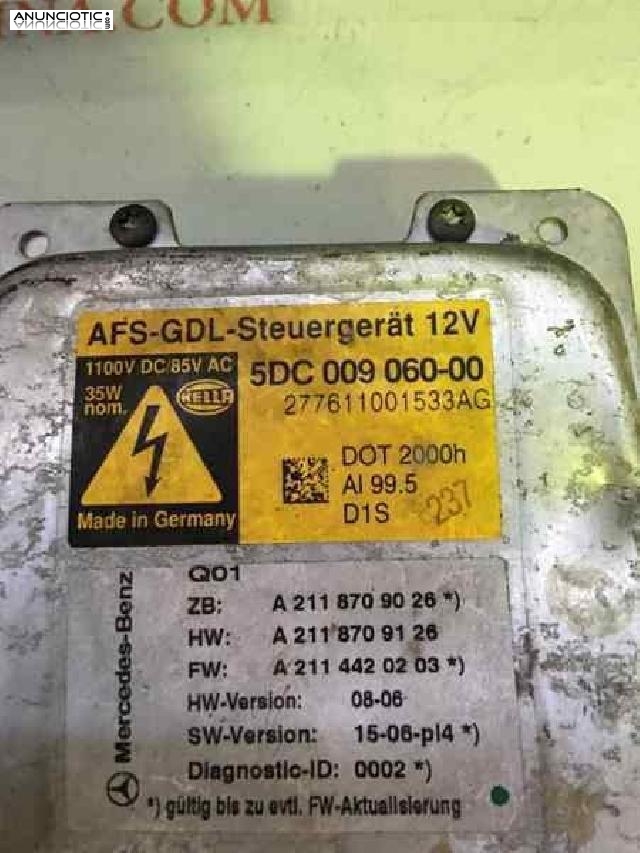 ANUNCIOTIC
AFS-GDL-Steuergerät 12V
1100V DC/85V AC
35W
nom.
HELLA
5DC 009 060-00
277611001533AG
DOT 2000h
AI 99.5
D1S
237
Made in Germany
Mercedes-Benz
Q01
ZB: A 211 870 90 26 *)
HW: A 211 870 91 26
FW: A 211 442 02 03 *)
HW-Version: 08-06
SW-Version: 15-06-pl4 *)
Diagnostic-ID: 0002 *)
*) gültig bis zu evtl. FW-Aktualisierung